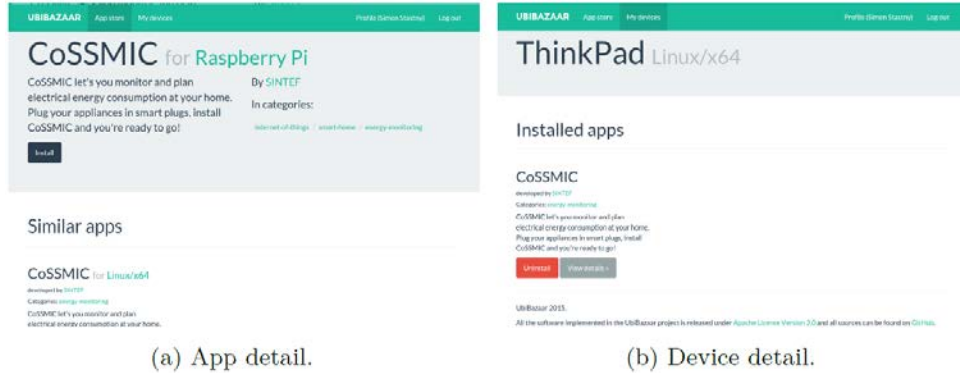 UBIBAZAAR App store My devices Profile (Simon Stastny) Log out
CoSSMIC for Raspberry Pi
CoSSMIC let's you monitor and plan
electrical energy consumption at your home.
Plug your appliances in smart plugs, install
CoSSMIC and you're ready to go!
By SINTEF
In categories:
internet-of-things / smart-home / energy-monitoring
Install
Similar apps
CoSSMIC for Linux/x64
developed by SINTEF
Categories: energy-monitoring
CoSSMIC let's you monitor and plan
electrical energy consumption at your home.
(a) App detail.
UBIBAZAAR App store My devices Profile (Simon Stastny) Log out
ThinkPad Linux/x64
Installed apps
CoSSMIC
developed by SINTEF
Categories: energy-monitoring
CoSSMIC let's you monitor and plan
electrical energy consumption at your home.
Plug your appliances in smart plugs, install
CoSSMIC and you're ready to go!
Uninstall View details »
UbiBazaar 2015.
All the software implemented in the UbiBazaar project is released under Apache License Version 2.0 and all sources can be found on GitHub.
(b) Device detail.